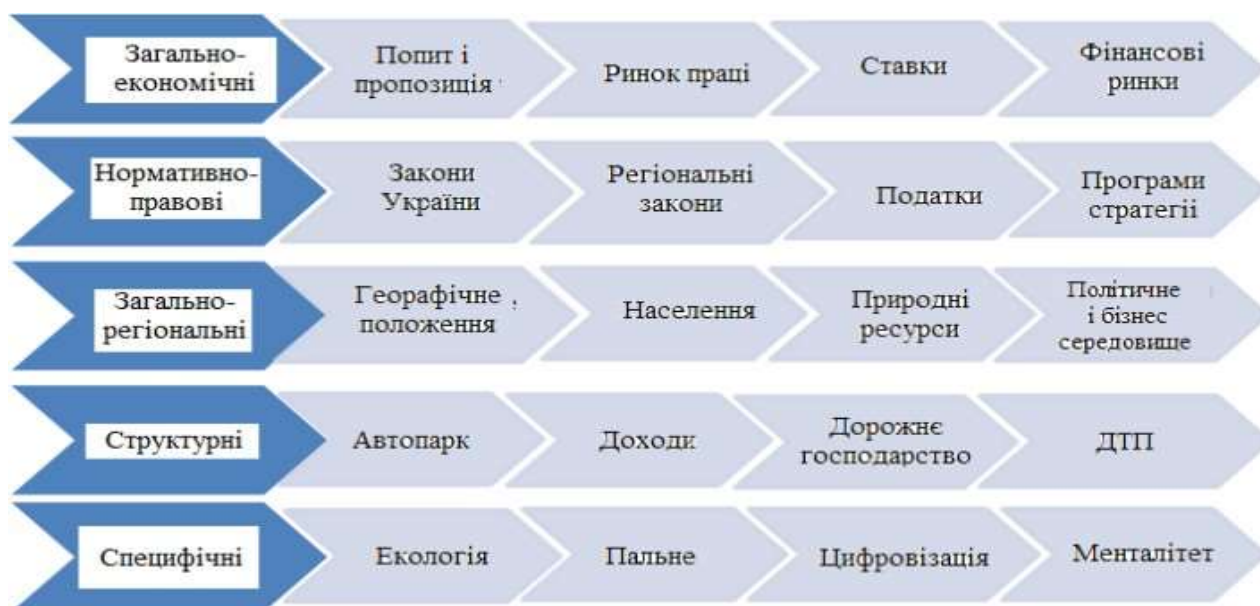 Загально-
економічні
Попит і
пропозиція
Ринок праці
Ставки
Фінансові
ринки
Нормативно-
правові
Закони
України
Регіональні
закони
Податки
Програми
стратегії
Загально-
регіональні
Георафічне
положення
Населення
Природні
ресурси
Політичне
і бізнес
середовище
Структурні
Автопарк
Доходи
Дорожнє
господарство
ДТП
Специфічні
Екологія
Пальне
Цифровізація
Менталітет